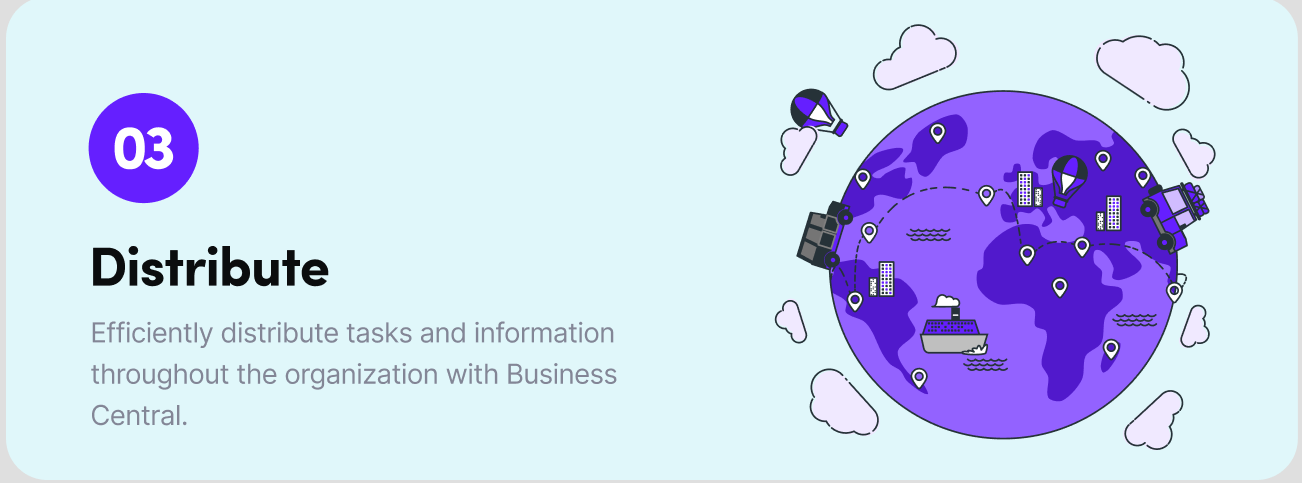 03
Distribute
Efficiently distribute tasks and information
throughout the organization with Business
Central.